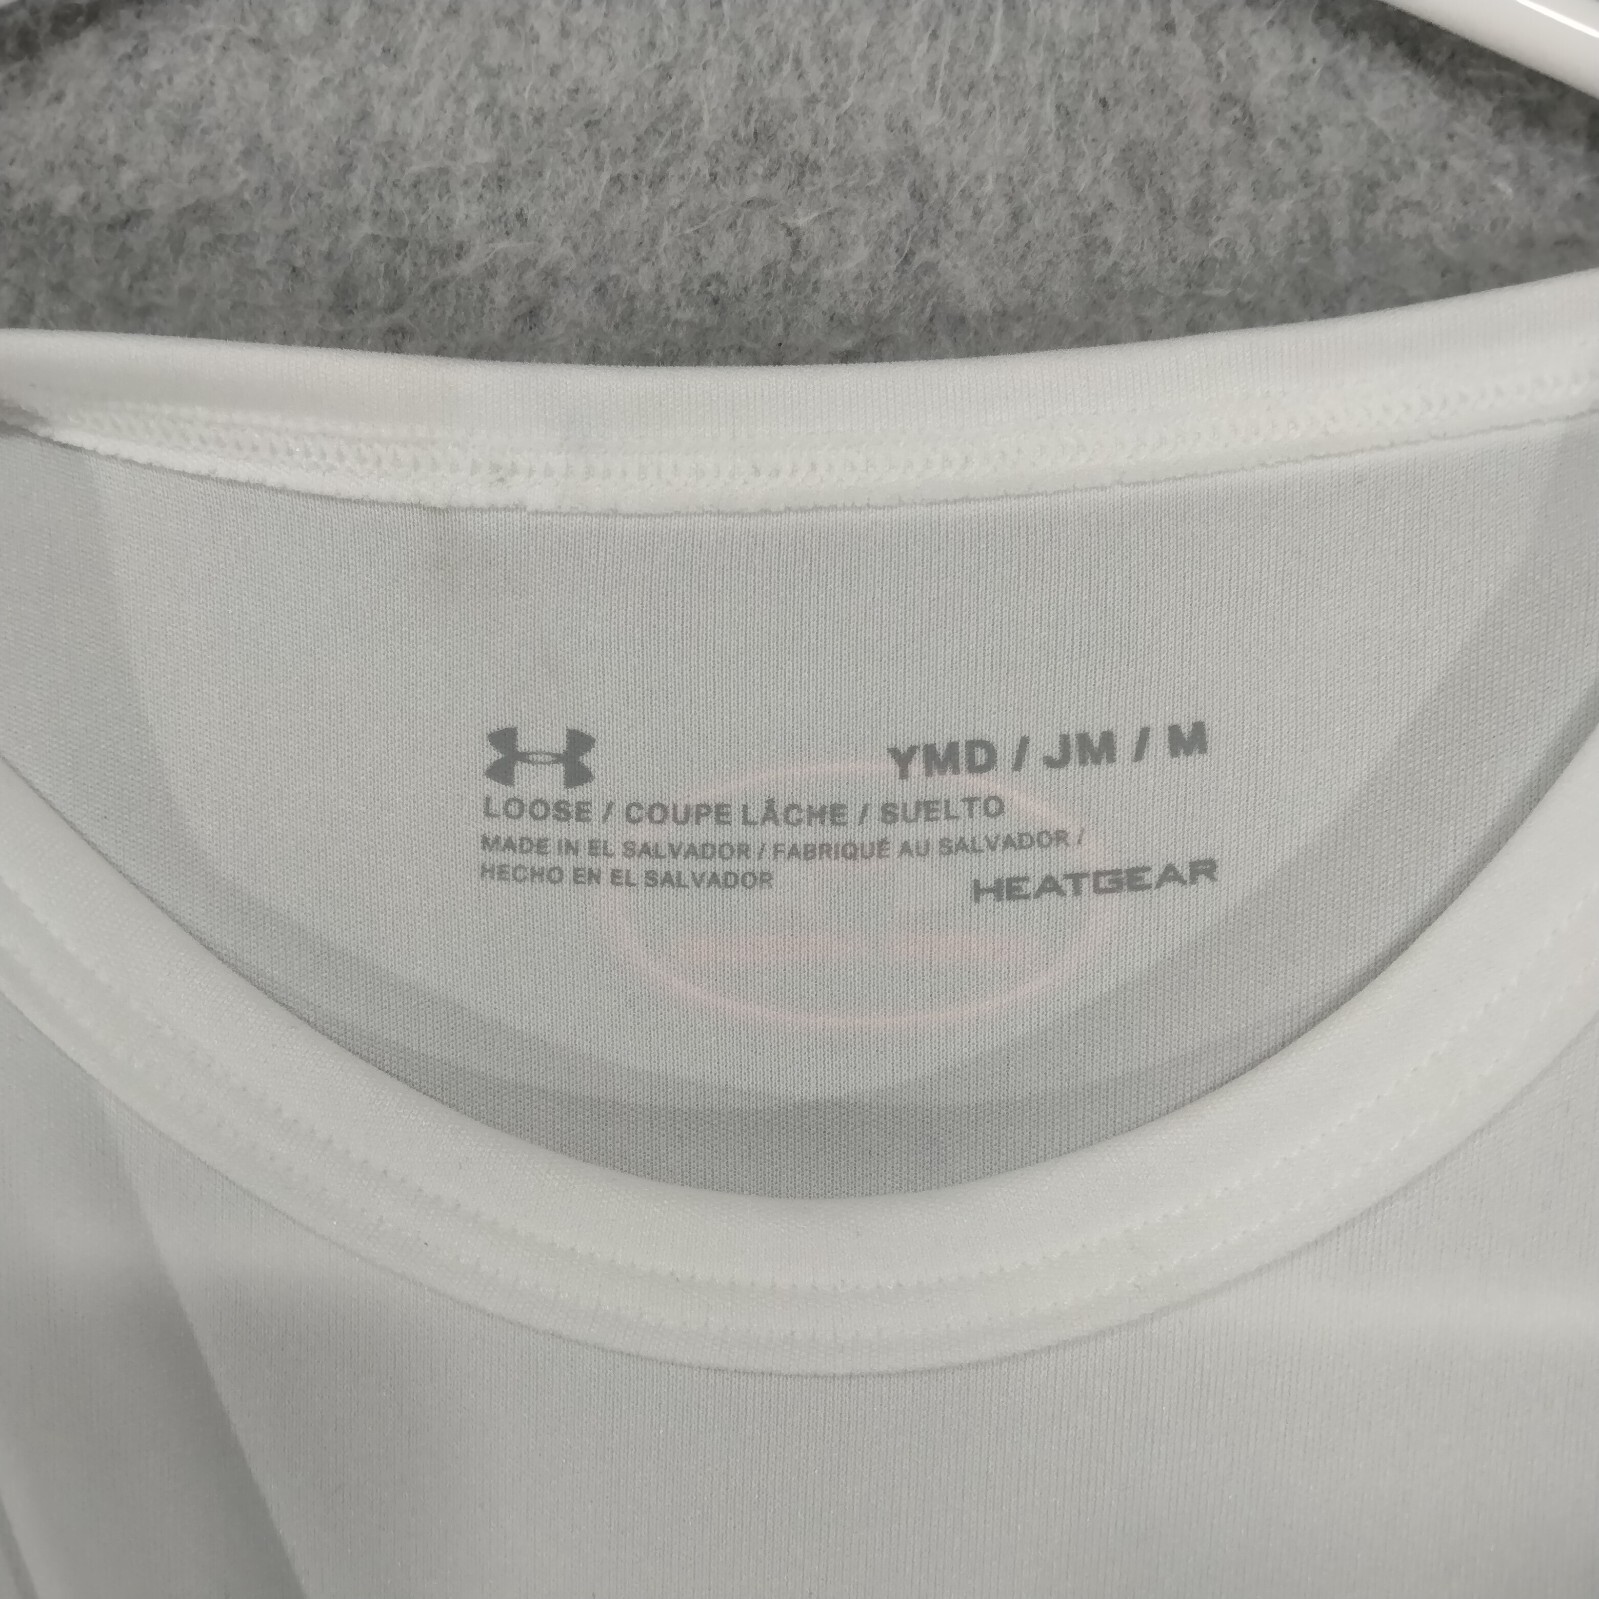 YMD / JM / M
LOOSE / COUPE LÂCHE / SUELTO
MADE IN EL SALVADOR / FABRIQUÉ AU SALVADOR /
HECHO EN EL SALVADOR
HEATGEAR